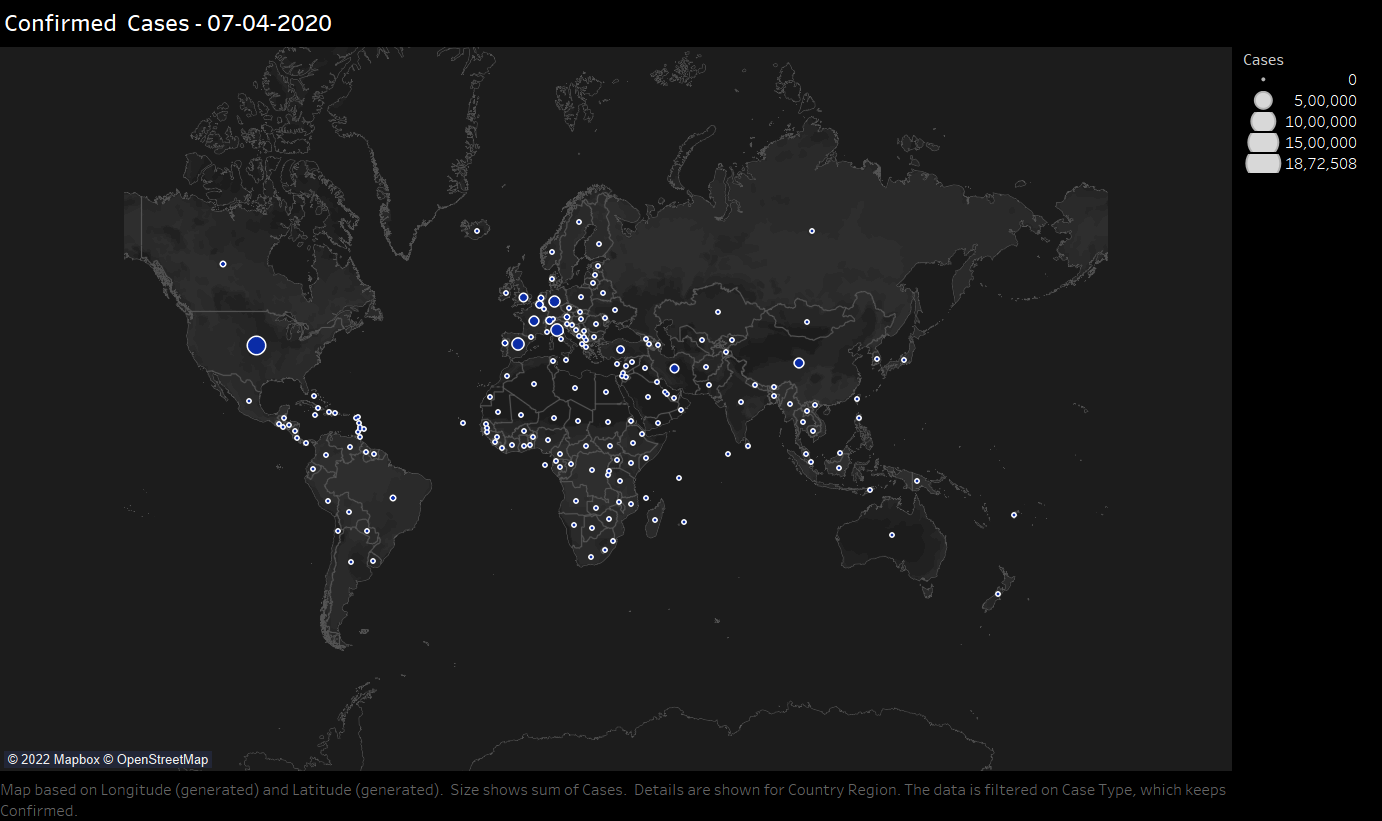 Confirmed  Cases - 07-04-2020
Cases
0
5,00,000
10,00,000
15,00,000
18,72,508
© 2022 Mapbox © OpenStreetMap
Map based on Longitude (generated) and Latitude (generated).  Size shows sum of Cases.  Details are shown for Country Region. The data is filtered on Case Type, which keeps
Confirmed.